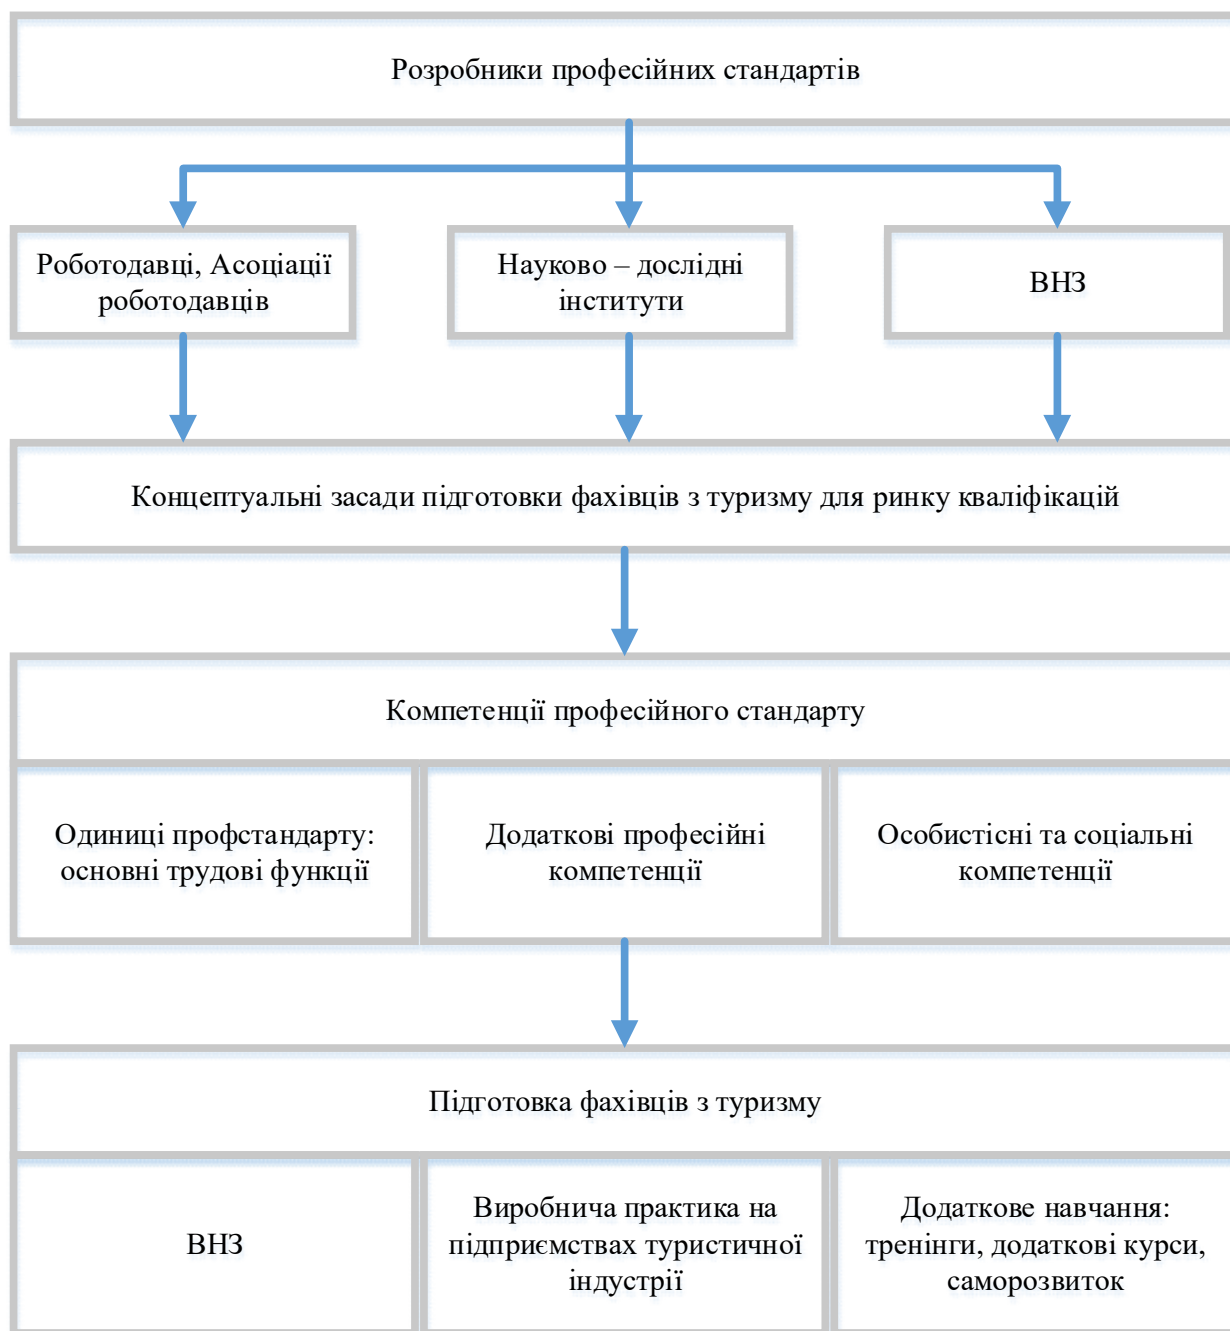 Розробники професійних стандартів
Роботодавці, Асоціації
роботодавців
Науково – дослідні
інститути
ВНЗ
Концептуальні засади підготовки фахівців з туризму для ринку кваліфікацій
Компетенції професійного стандарту
Одиниці профстандарту:
основні трудові функції
Додаткові професійні
компетенції
Особистісні та соціальні
компетенції
Підготовка фахівців з туризму
ВНЗ
Виробнича практика на
підприємствах туристичної
індустрії
Додаткове навчання:
тренінги, додаткові курси,
саморозвиток